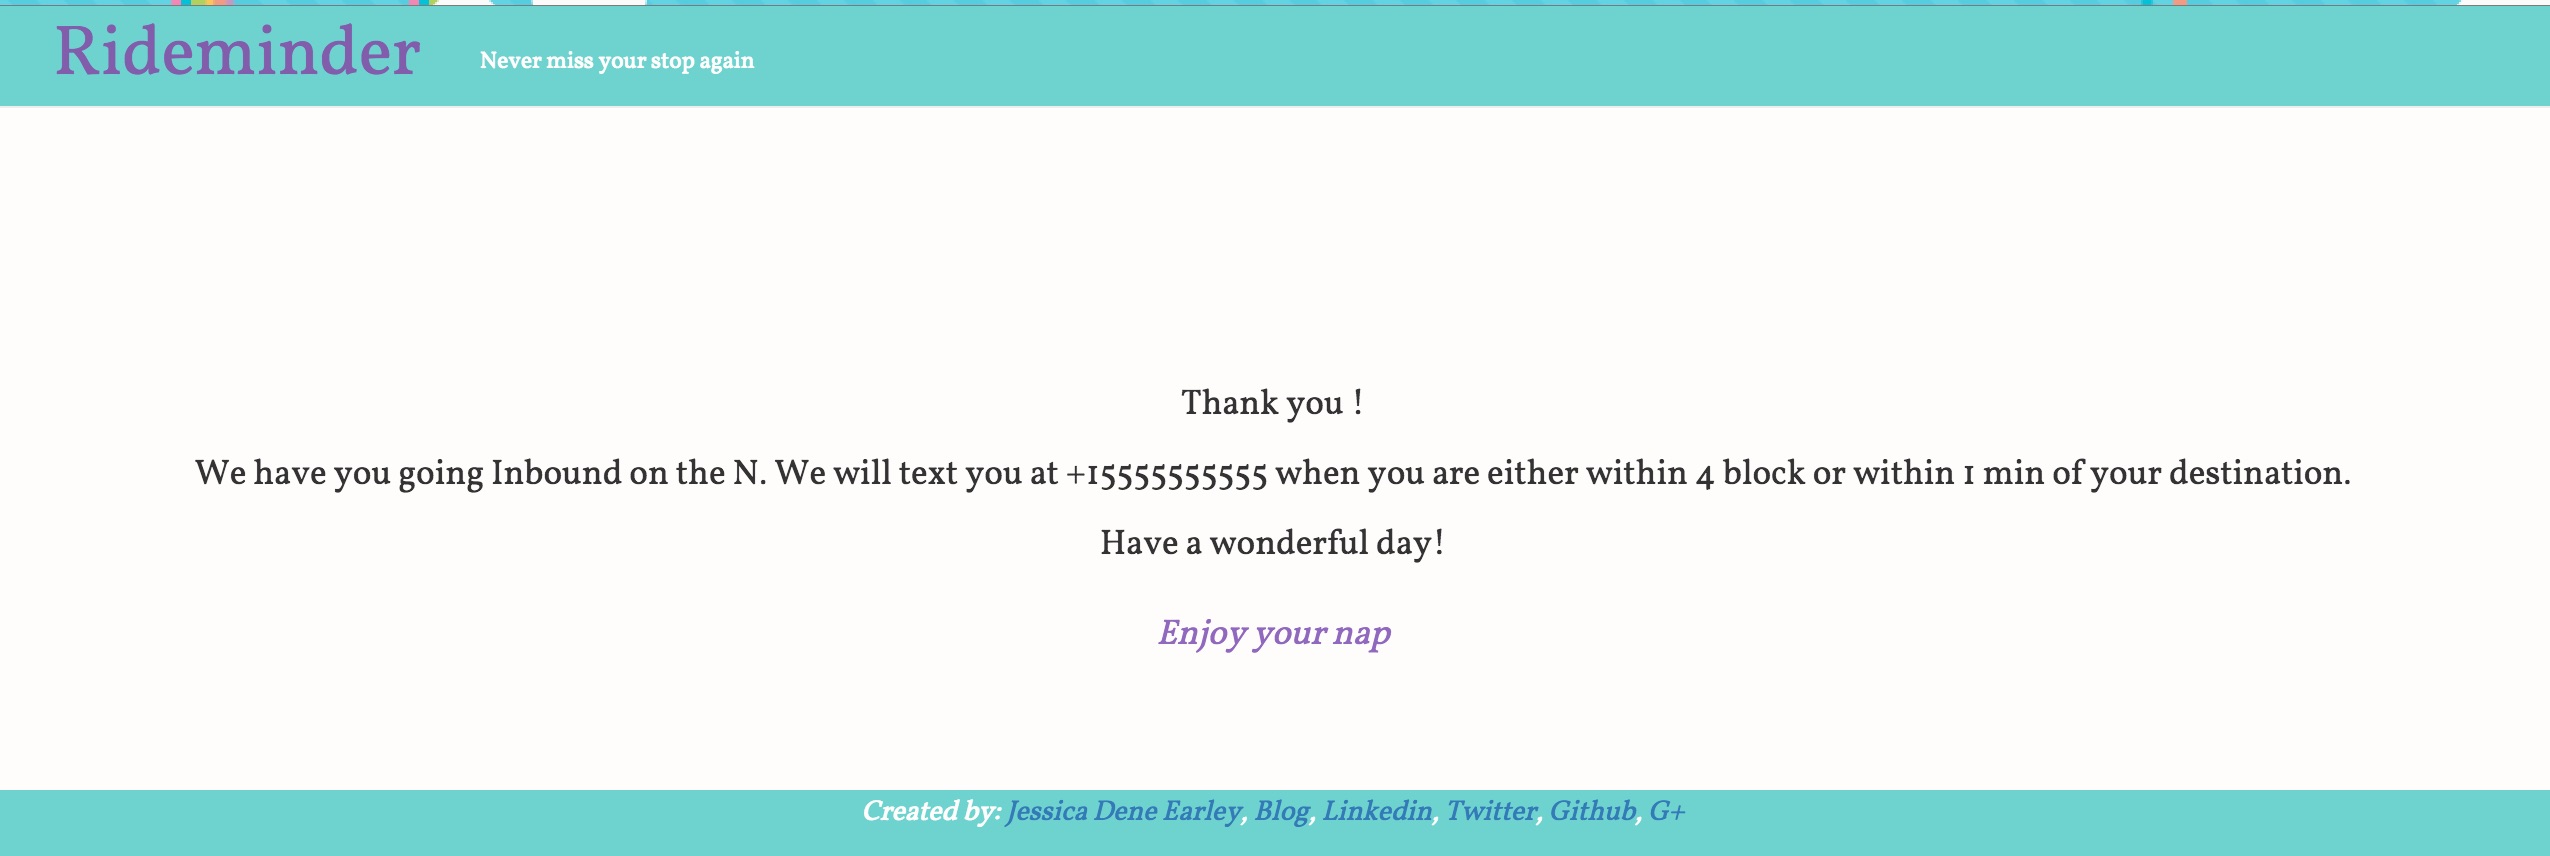 Rideminder
Never miss your stop again
Thank you !
We have you going Inbound on the N. We will text you at +15555555555 when you are either within 4 block or within 1 min of your destination.
Have a wonderful day!
Enjoy your nap
Created by: Jessica Dene Earley, Blog, Linkedin, Twitter, Github, G+